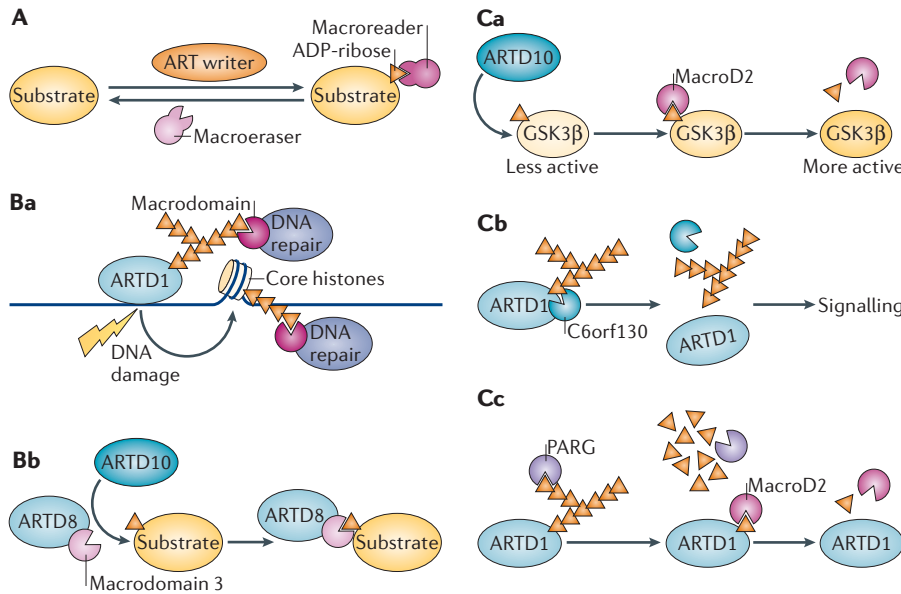 A
Substrate
ART writer
Macroeraser
Macroreader
ADP-ribose
Substrate
Ba
Macrodomain
DNA
repair
ARTD1
Core histones
DNA
damage
DNA
repair
Bb
ARTD10
ARTD8
Substrate
Macrodomain 3
ARTD8
Substrate
Ca
ARTD10
GSK3β
Less active
MacroD2
GSK3β
GSK3β
More active
Cb
ARTD1
C6orf130
ARTD1
Signalling
Cc
PARG
ARTD1
MacroD2
ARTD1
ARTD1